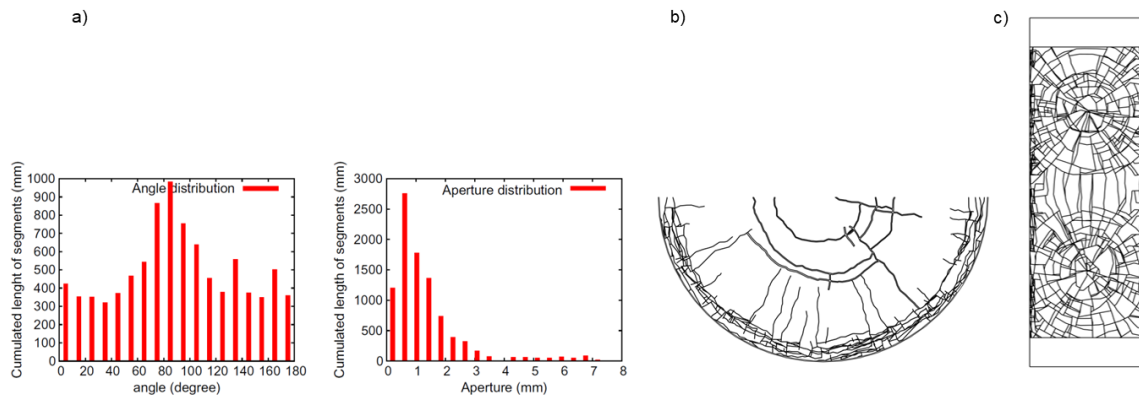 a)
b)
c)
Cumulated lenght of segments (mm)
1000
900
800
700
600
500
400
300
200
100
0
Angle distribution
0 20 40 60 80 100 120 140 160 180
angle (degree)
Cumulated lenght of segments (mm)
3000
2500
2000
1500
1000
500
0
Aperture distribution
0 1 2 3 4 5 6 7 8
Aperture (mm)